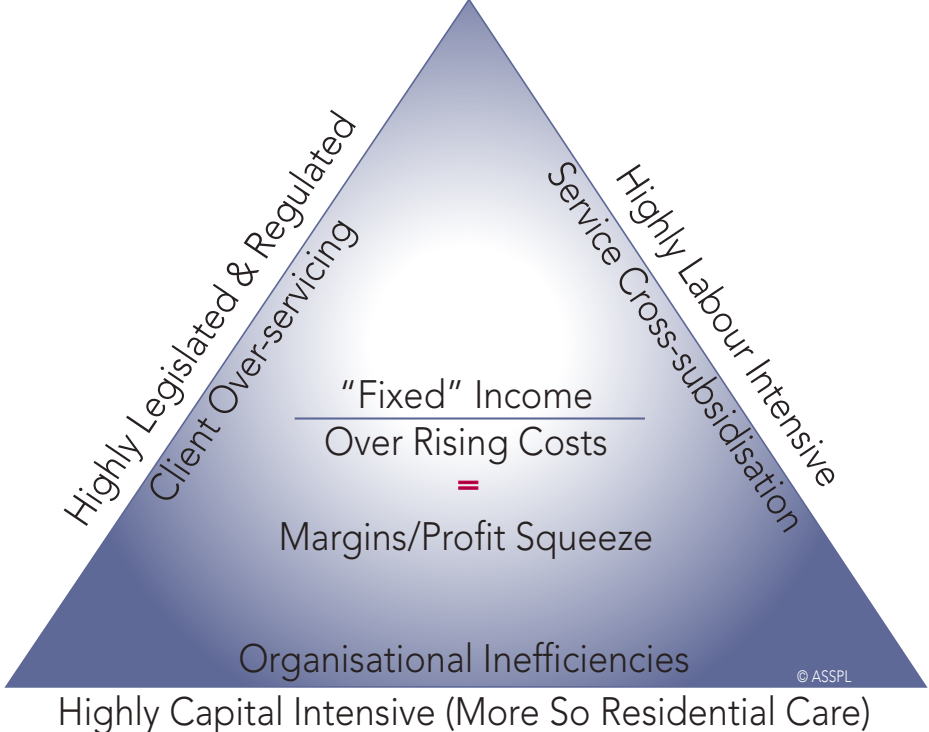 Highly Legislated & Regulated
Client Over-servicing
Highly Labour Intensive
Service Cross-subsidisation
“Fixed” Income
Over Rising Costs
=
Margins/Profit Squeeze
Organisational Inefficiencies
© ASSPL
Highly Capital Intensive (More So Residential Care)